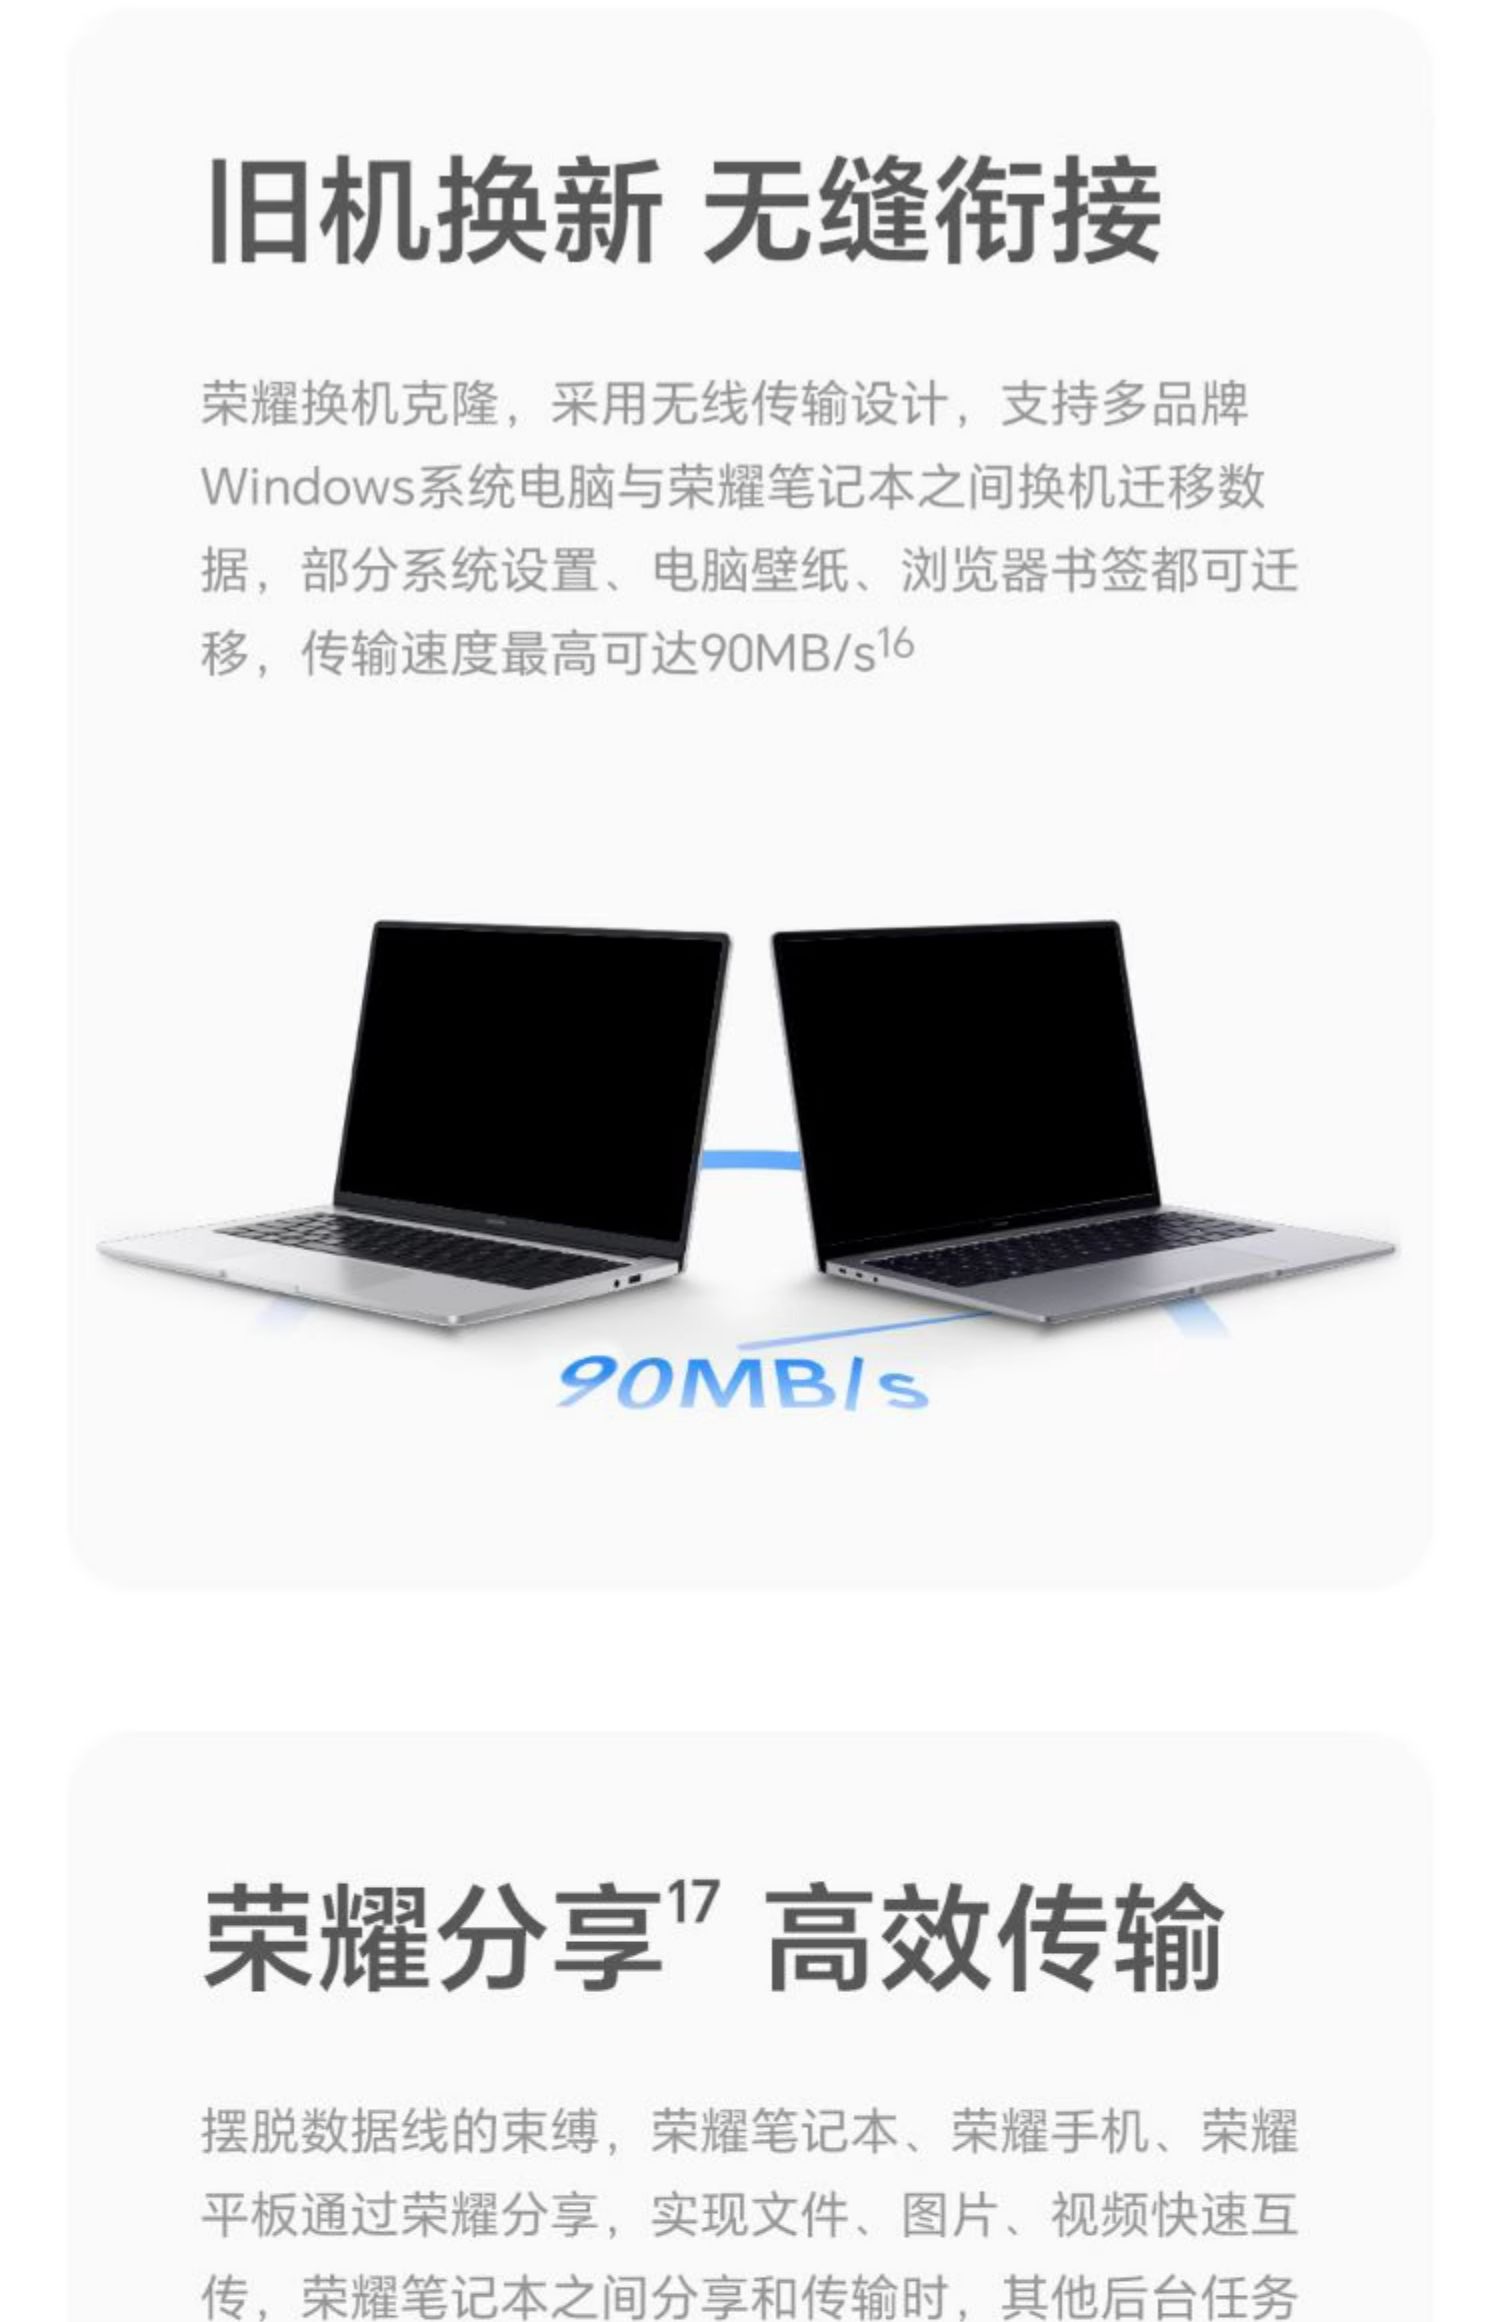 旧机换新 无缝衔接
荣耀换机克隆，采用无线传输设计，支持多品牌
Windows系统电脑与荣耀笔记本之间换机迁移数
据，部分系统设置、电脑壁纸、浏览器书签都可迁
移，传输速度最高可达90MB/s16
90MB/s
荣耀分享17 高效传输
摆脱数据线的束缚，荣耀笔记本、荣耀手机、荣耀
平板通过荣耀分享，实现文件、图片、视频快速互
传，荣耀笔记本之间分享和传输时，其他后台任务